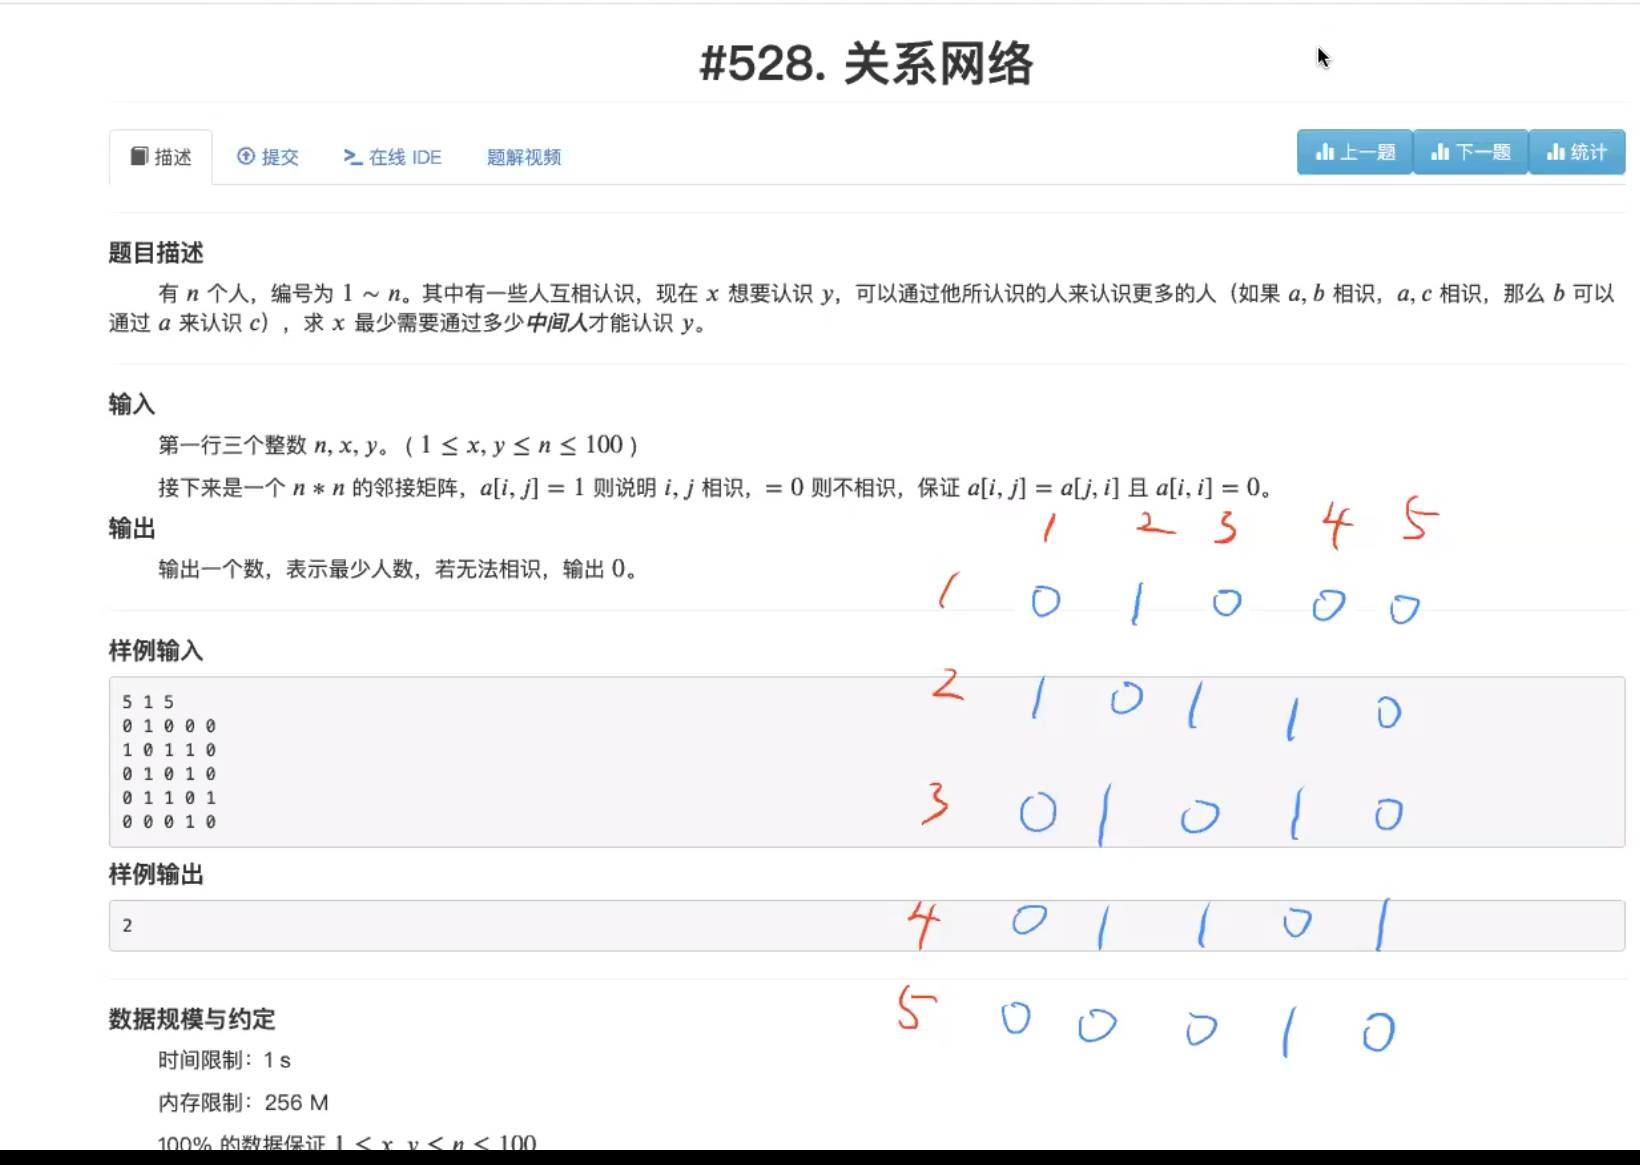 #528. 关系网络
描述 提交 在线 IDE 题解视频 上一题 下一题 统计
题目描述
有 n 个人，编号为 1 ~ n。其中有一些人互相认识，现在 x 想要认识 y，可以通过他所认识的人来认识更多的人（如果 a, b 相识，a, c 相识，那么 b 可以
通过 a 来认识 c），求 x 最少需要通过多少中间人才能认识 y。
输入
第一行三个整数 n, x, y。( 1 ≤ x, y ≤ n ≤ 100 )
接下来是一个 n * n 的邻接矩阵，a[i, j] = 1 则说明 i, j 相识，= 0 则不相识，保证 a[i, j] = a[j, i] 且 a[i, i] = 0。
输出
1 2 3 4 5
输出一个数，表示最少人数，若无法相识，输出 0。
1 0 1 0 0 0
样例输入
2 1 0 1 1 0
5 1 5
0 1 0 0 0
1 0 1 1 0
0 1 0 1 0
0 1 1 0 1
0 0 0 1 0
3 0 1 0 1 0
样例输出
2
4 0 1 1 0 1
5 0 0 0 1 0
数据规模与约定
时间限制：1 s
内存限制：256 M
100% 的数据保证 1 ≤ x, y ≤ n ≤ 100